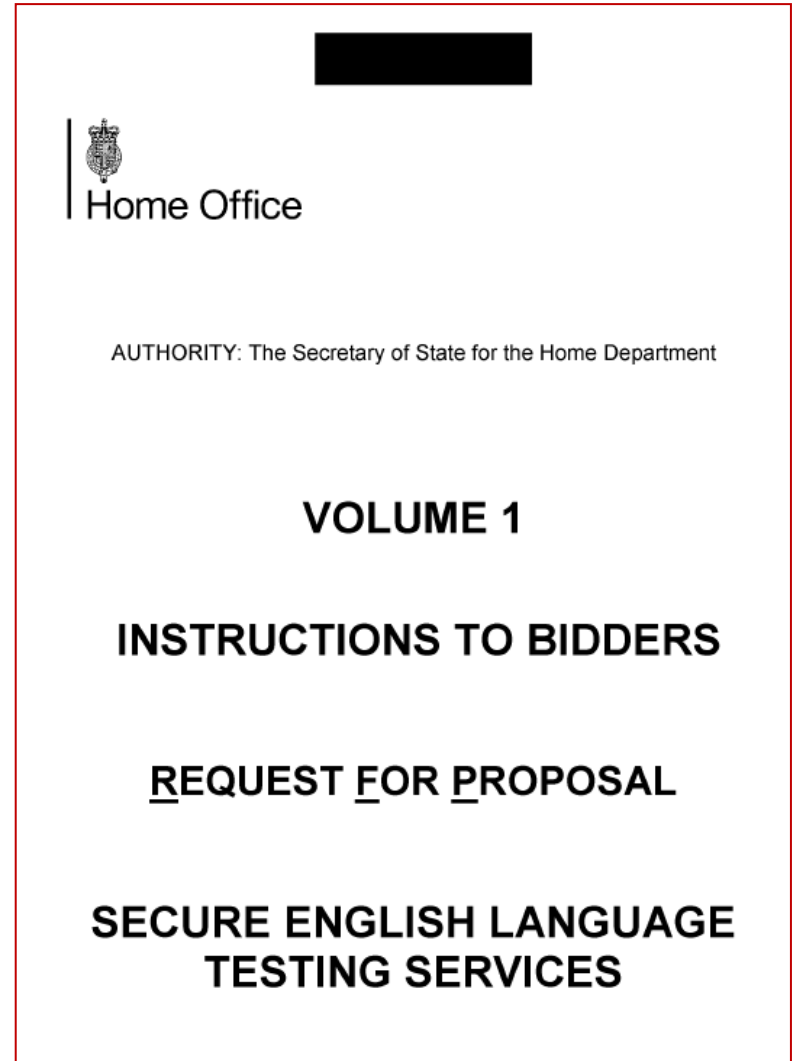 Home Office
AUTHORITY: The Secretary of State for the Home Department
VOLUME 1
INSTRUCTIONS TO BIDDERS
REQUEST FOR PROPOSAL
SECURE ENGLISH LANGUAGE
TESTING SERVICES